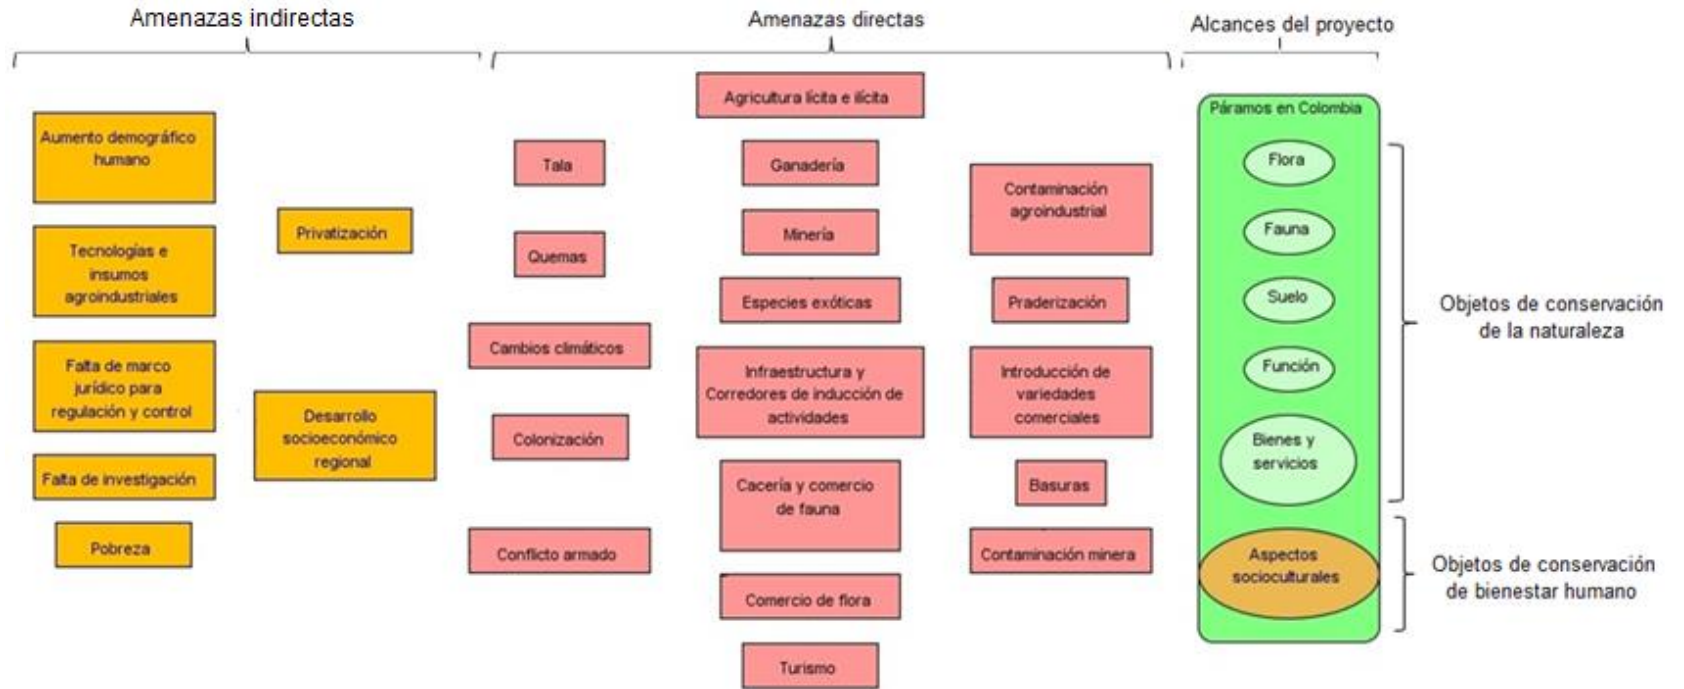 Amenazas indirectas
Amenazas directas
Alcances del proyecto
Aumento demográfico
humano
Tecnologías e
insumos
agroindustriales
Falta de marco
jurídico para
regulación y control
Falta de investigación
Pobreza
Privatización
Desarrollo
socioeconómico
regional
Tala
Quemas
Cambios climáticos
Colonización
Conflicto armado
Agricultura lícita e ilícita
Ganadería
Minería
Especies exóticas
Infraestructura y
Corredores de inducción de
actividades
Cacería y comercio
de fauna
Comercio de flora
Turismo
Contaminación
agroindustrial
Praderización
Introducción de
variedades
comerciales
Basuras
Contaminación minera
Páramos en Colombia
Flora
Fauna
Suelo
Función
Bienes y
servicios
Aspectos
socioculturales
Objetos de conservación
de la naturaleza
Objetos de conservación
de bienestar humano